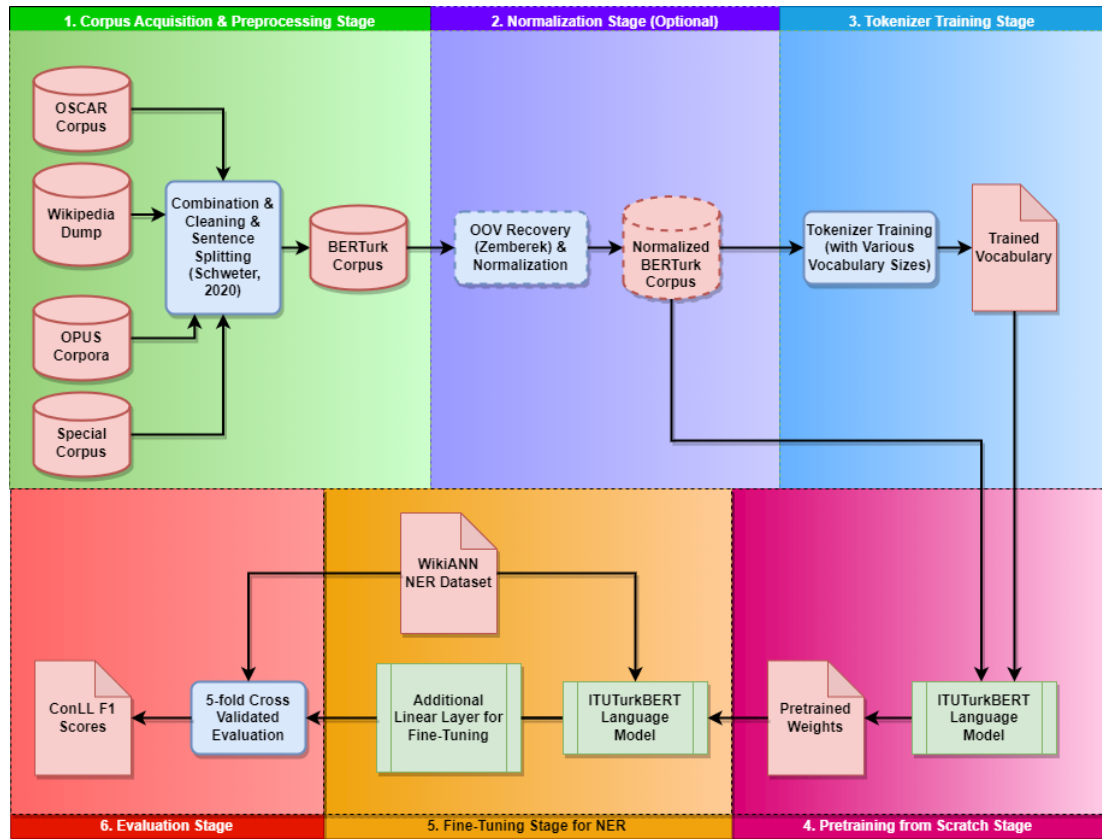 1. Corpus Acquisition & Preprocessing Stage
2. Normalization Stage (Optional)
3. Tokenizer Training Stage
OSCAR
Corpus
Wikipedia
Dump
OPUS
Corpora
Special
Corpus
Combination &
Cleaning &
Sentence
Splitting
(Schweter,
2020)
BERTurk
Corpus
OOV Recovery
(Zemberek) &
Normalization
Normalized
BERTurk
Corpus
Tokenizer Training
(with Various
Vocabulary Sizes)
Trained
Vocabulary
WikiANN
NER Dataset
ConLL F1
Scores
5-fold Cross
Validated
Evaluation
Additional
Linear Layer for
Fine-Tuning
ITUTurkBERT
Language
Model
Pretrained
Weights
ITUTurkBERT
Language
Model
6. Evaluation Stage
5. Fine-Tuning Stage for NER
4. Pretraining from Scratch Stage